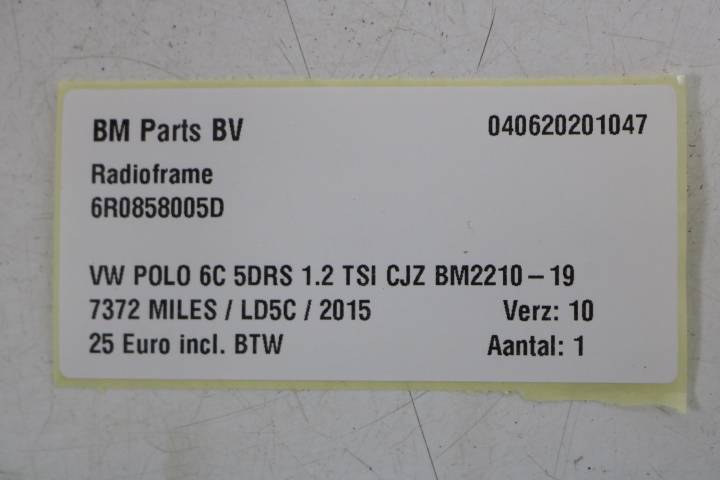 BM Parts BV 040620201047
Radioframe
6R0858005D
VW POLO 6C 5DRS 1.2 TSI CJZ BM2210-19
7372 MILES / LD5C / 2015 Verz: 10
25 Euro incl. BTW Aantal: 1